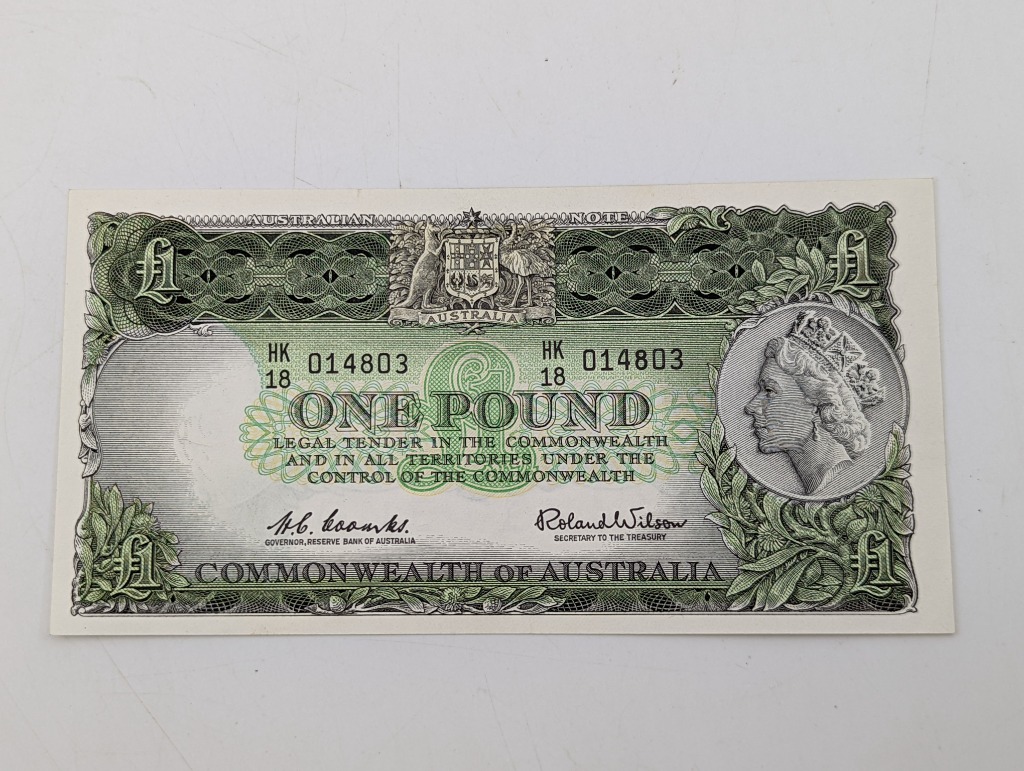 AUSTRALIAN NOTE
£1 £1
AUSTRALIA
HK 18 014803 HK 18 014803
ONE POUND
LEGAL TENDER IN THE COMMONWEALTH
AND IN ALL TERRITORIES UNDER THE
CONTROL OF THE COMMONWEALTH
H.C. Coombs. Roland Wilson
GOVERNOR, RESERVE BANK OF AUSTRALIA SECRETARY TO THE TREASURY
£1 £1
COMMONWEALTH OF AUSTRALIA